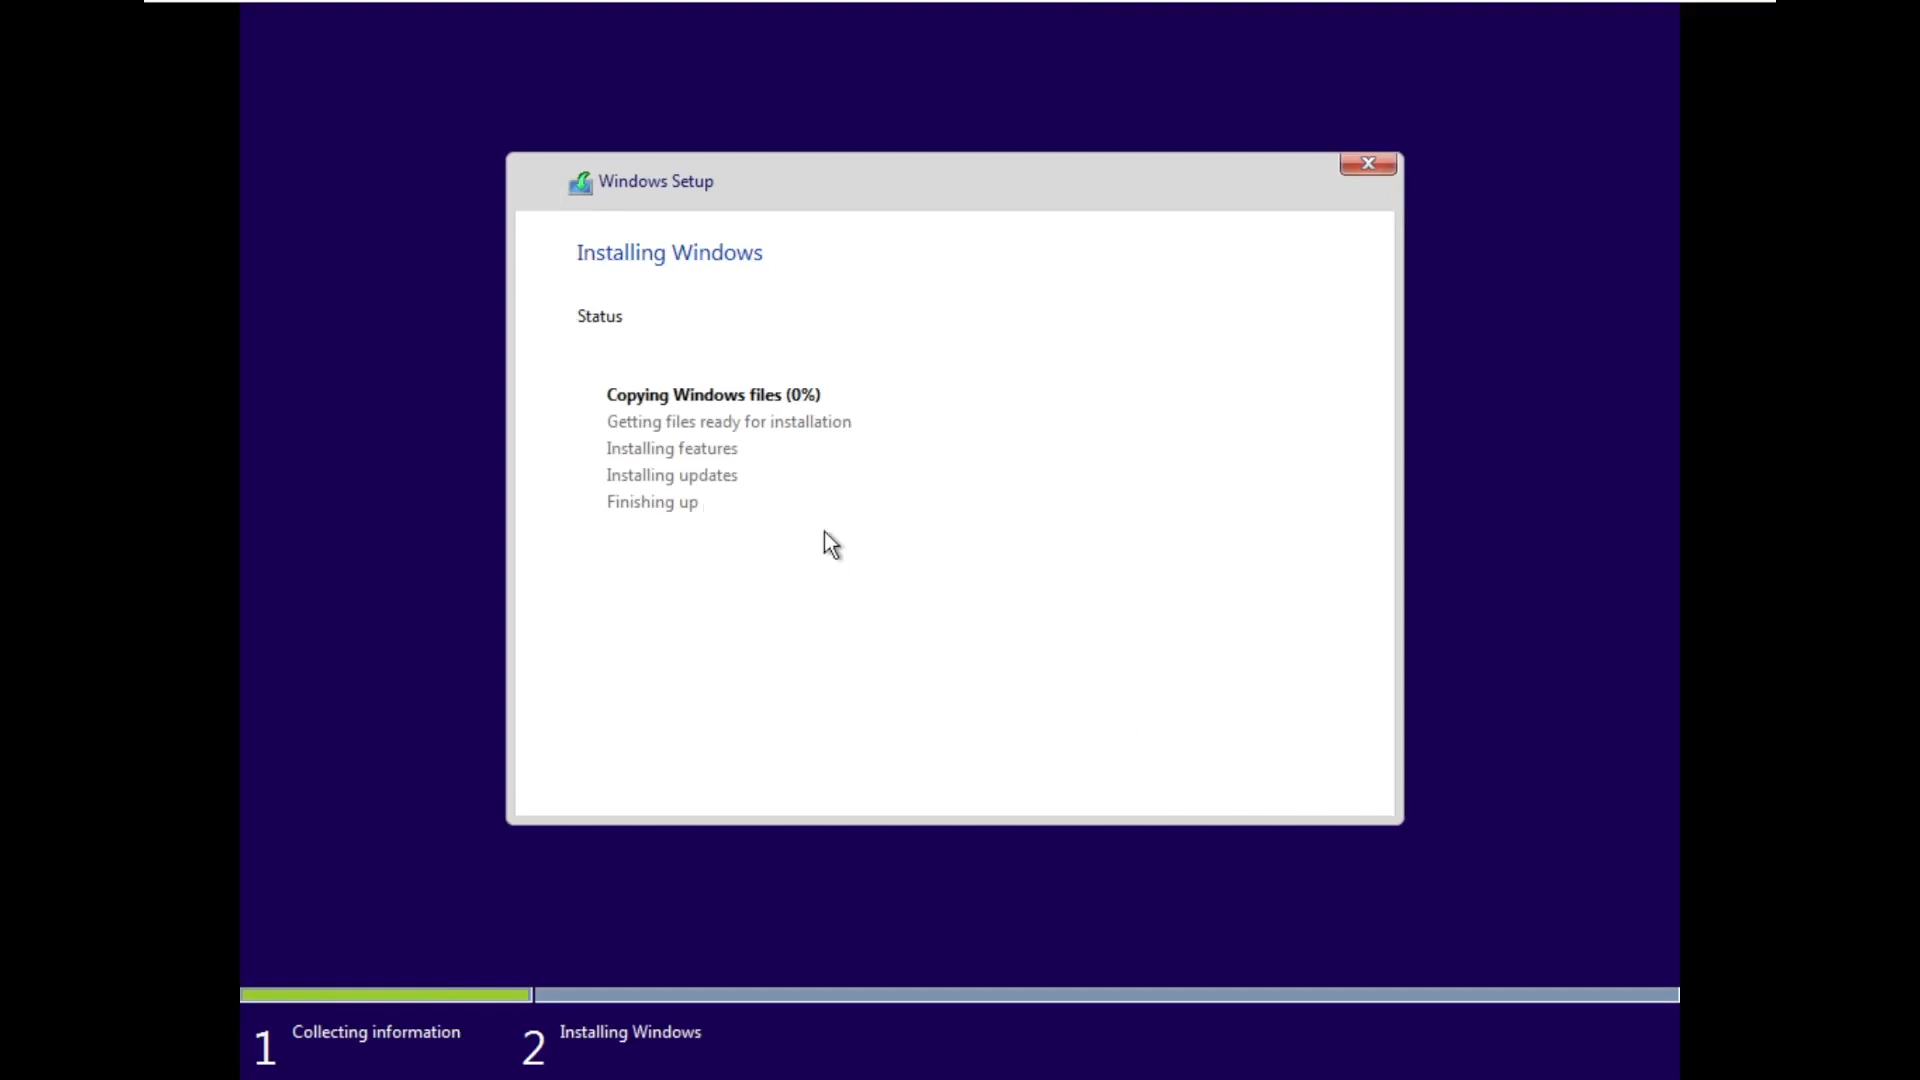 Windows Setup
Installing Windows
Status
Copying Windows files (0%)
Getting files ready for installation
Installing features
Installing updates
Finishing up
1 Collecting information
2 Installing Windows